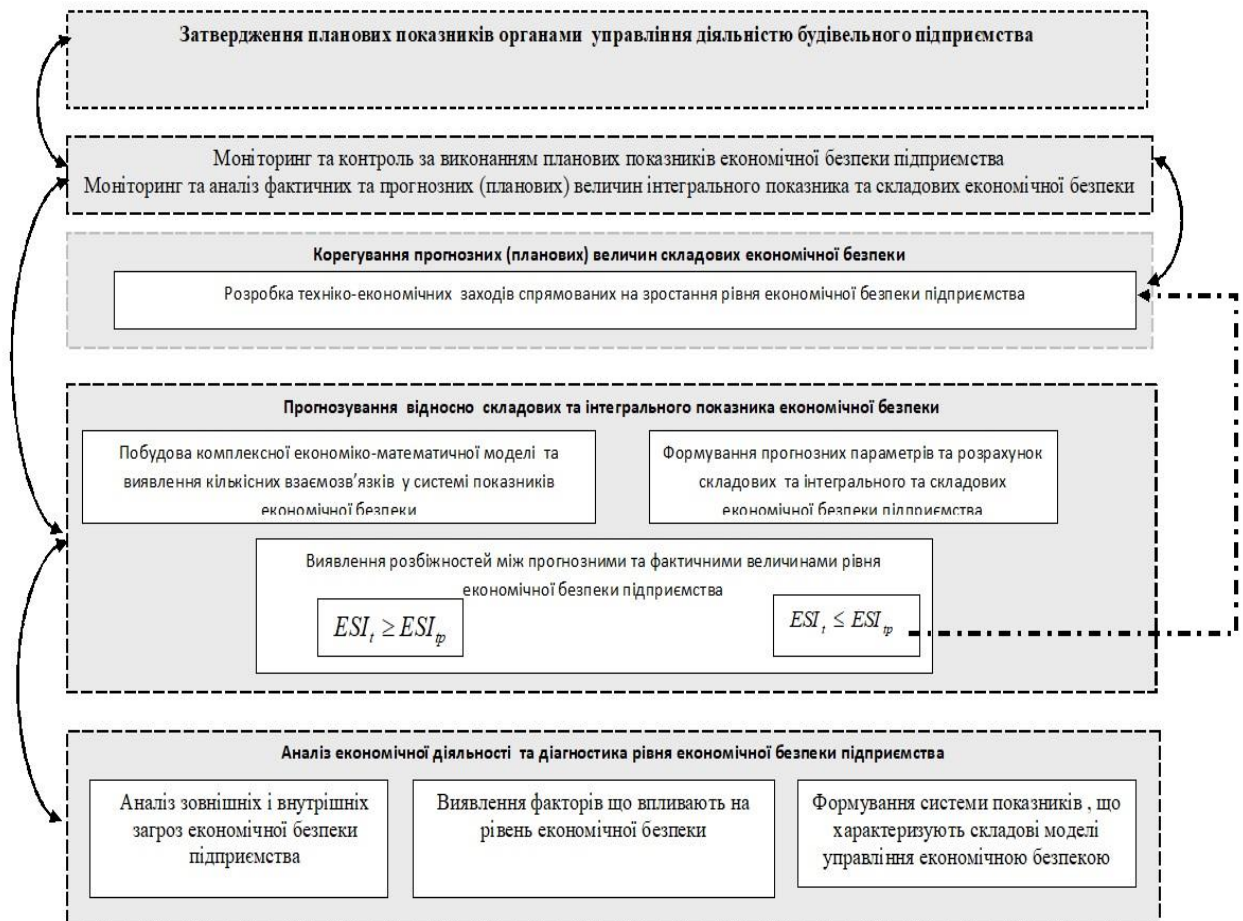 Затвердження планових показників органами управління діяльністю будівельного підприємства
Моніторинг та контроль за виконанням планових показників економічної безпеки підприємства
Моніторинг та аналіз фактичних та прогнозних (планових) величин інтегрального показника та складових економічної безпеки
Корегування прогнозних (планових) величин складових економічної безпеки
Розробка техніко-економічних заходів спрямованих на зростання рівня економічної безпеки підприємства
Прогнозування відносно складових та інтегрального показника економічної безпеки
Побудова комплексної економіко-математичної моделі та
виявлення кількісних взаємозв'язків у системі показників
економічної безпеки
Формування прогнозних параметрів та розрахунок
складових та інтегрального та складових
економічної безпеки підприємства
Виявлення розбіжностей між прогнозними та фактичними величинами рівня
економічної безпеки підприємства
ESI_t ≥ ESI_tp
ESI_t ≤ ESI_tp
Аналіз економічної діяльності та діагностика рівня економічної безпеки підприємства
Аналіз зовнішніх і внутрішніх
загроз економічної безпеки
підприємства
Виявлення факторів що впливають на
рівень економічної безпеки
Формування системи показників , що
характеризують складові моделі
управління економічною безпекою